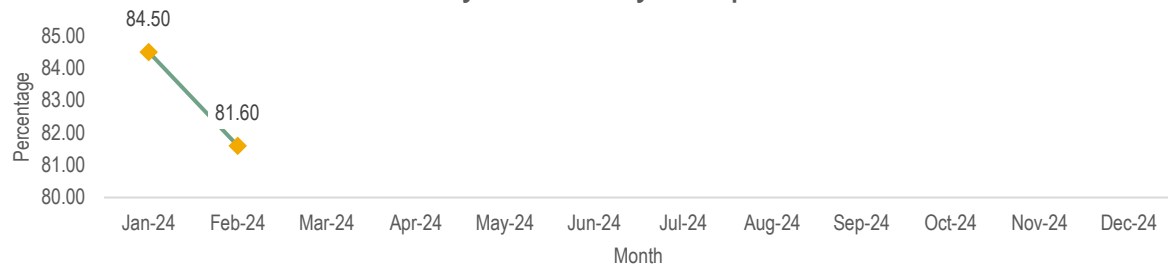 84.50
85.00
84.00
83.00
82.00
81.00
80.00
Percentage
81.60
Jan-24 Feb-24 Mar-24 Apr-24 May-24 Jun-24 Jul-24 Aug-24 Sep-24 Oct-24 Nov-24 Dec-24
Month